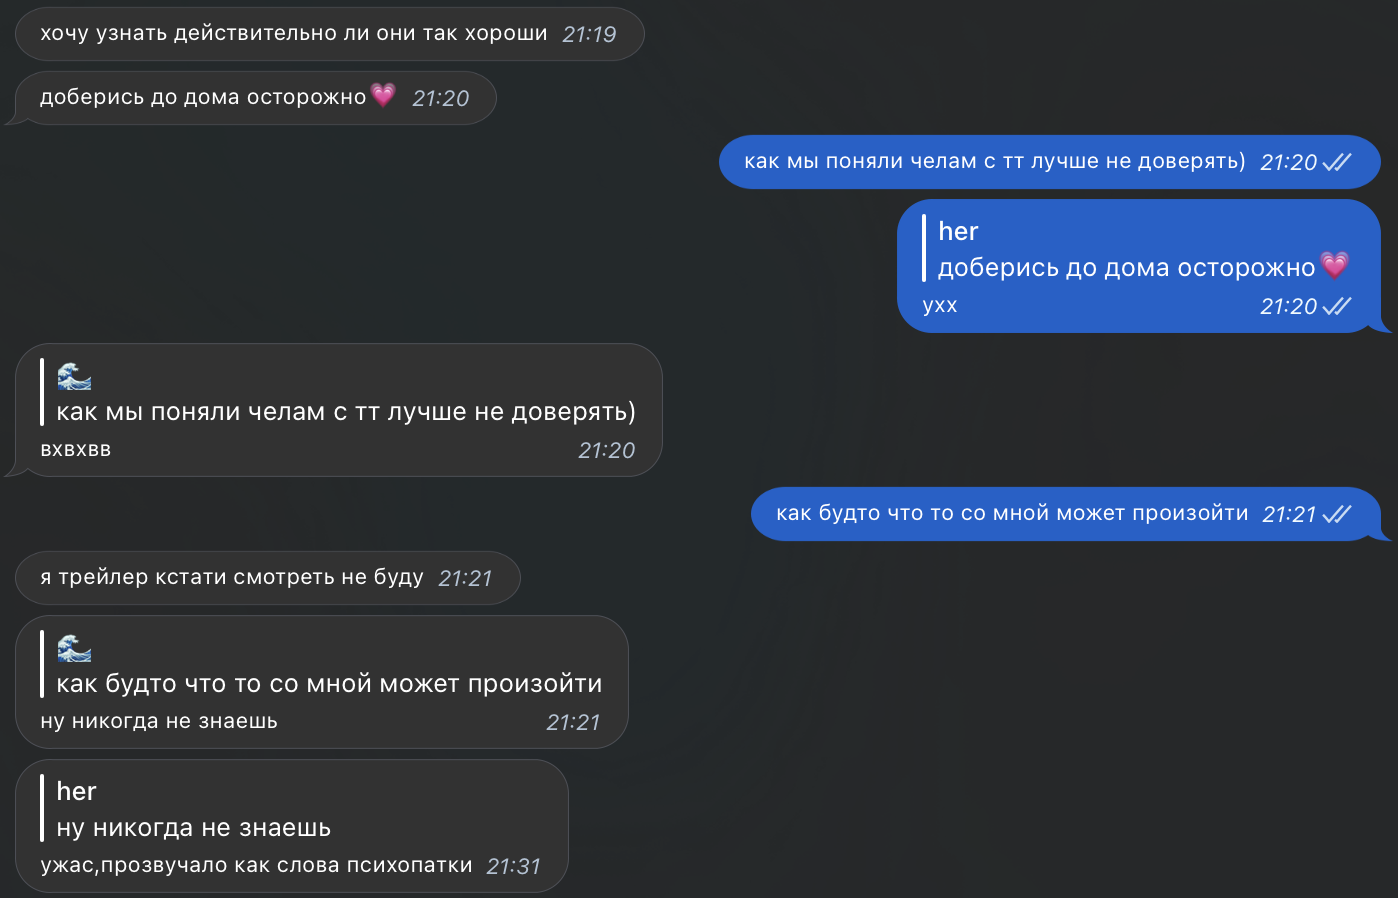 хочу узнать действительно ли они так хороши 21:19
доберись до дома осторожно💗 21:20
как мы поняли челам с тт лучше не доверять) 21:20
her
доберись до дома осторожно💗
ухх 21:20
🌊
как мы поняли челам с тт лучше не доверять)
вхвхвв 21:20
как будто что то со мной может произойти 21:21
я трейлер кстати смотреть не буду 21:21
🌊
как будто что то со мной может произойти
ну никогда не знаешь 21:21
her
ну никогда не знаешь
ужас,прозвучало как слова психопатки 21:31